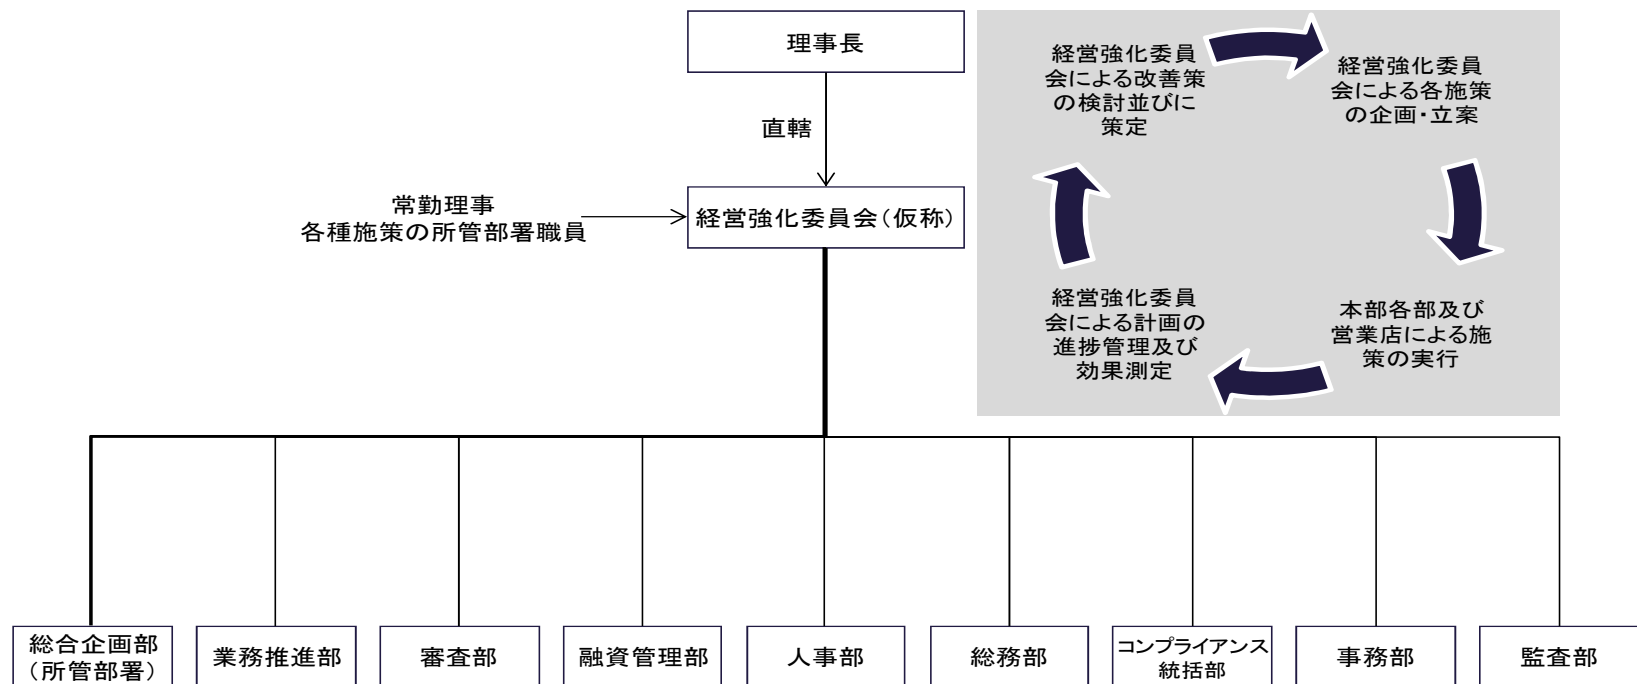 理事長
直轄
常勤理事
各種施策の所管部署職員
経営強化委員会(仮称)
経営強化委員
会による改善策
の検討並びに
策定
経営強化委員
会による各施策
の企画・立案
経営強化委員
会による計画の
進捗管理及び
効果測定
本部各部及び
営業店による施
策の実行
総合企画部
(所管部署)
業務推進部
審査部
融資管理部
人事部
総務部
コンプライアンス
統括部
事務部
監査部